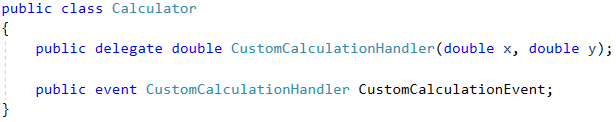 public class Calculator
{
    public delegate double CustomCalculationHandler(double x, double y);
    public event CustomCalculationHandler CustomCalculationEvent;
}